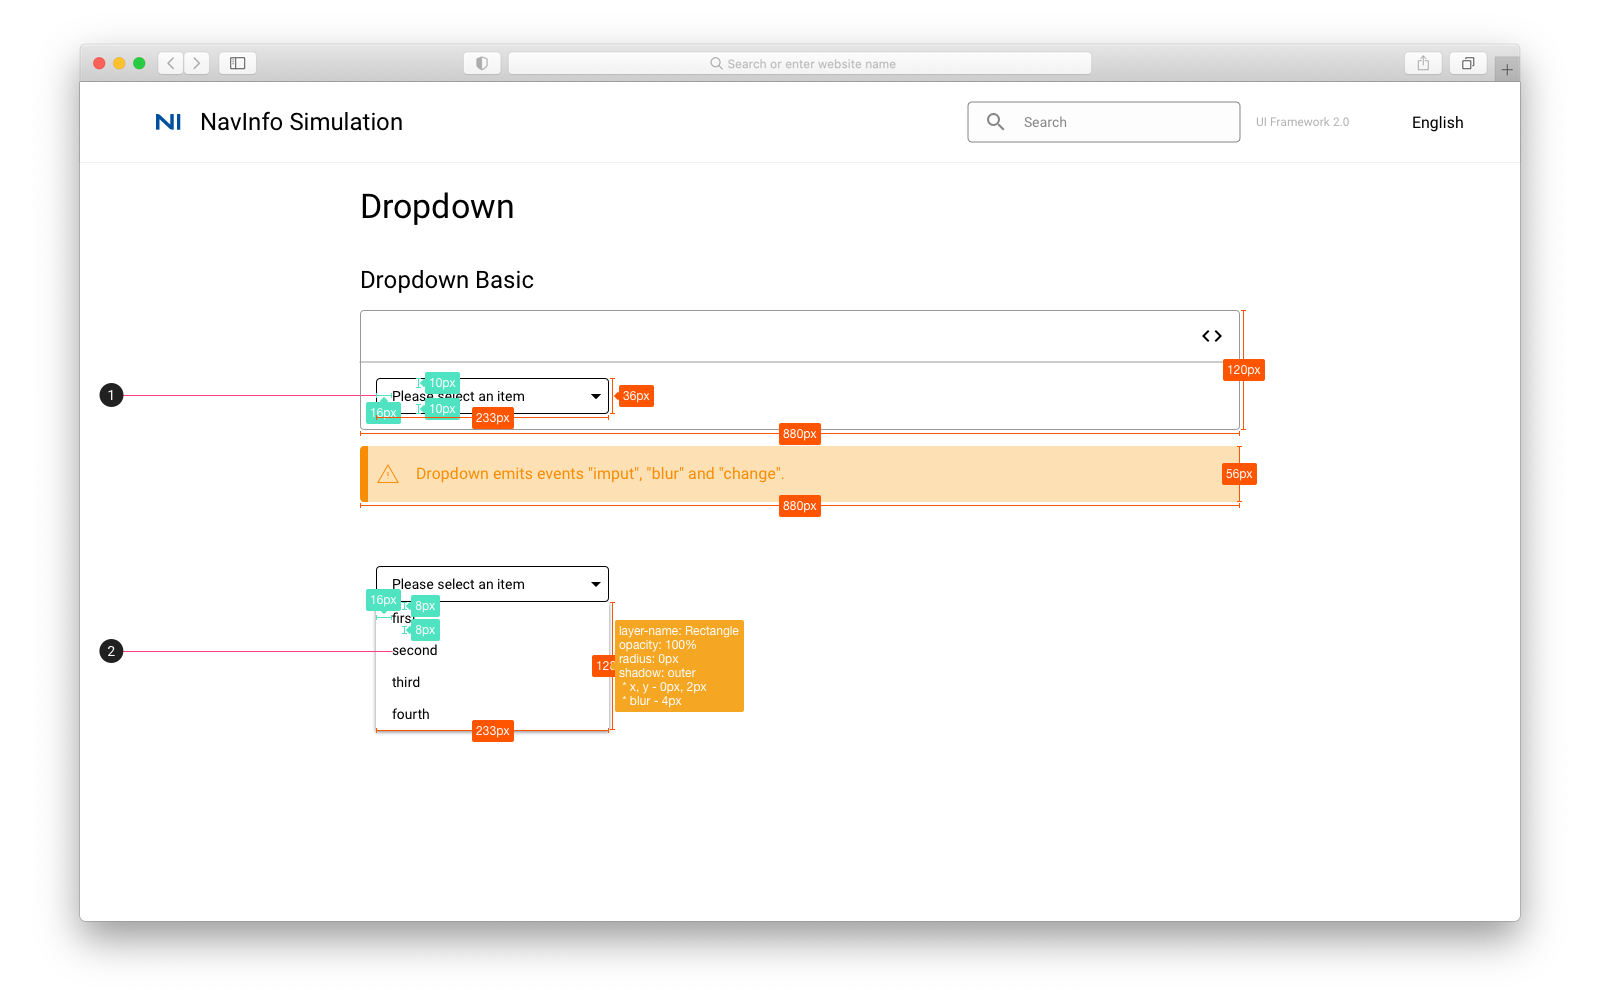 Search or enter website name
NI NavInfo Simulation
Search
UI Framework 2.0
English
Dropdown
Dropdown Basic
120px
1
10px
Please select an item
36px
16px
10px
233px
880px
Dropdown emits events "imput", "blur" and "change".
56px
880px
Please select an item
16px
8px
first
8px
2
second
third
fourth
128
233px
layer-name: Rectangle
opacity: 100%
radius: 0px
shadow: outer
* x, y - 0px, 2px
* blur - 4px